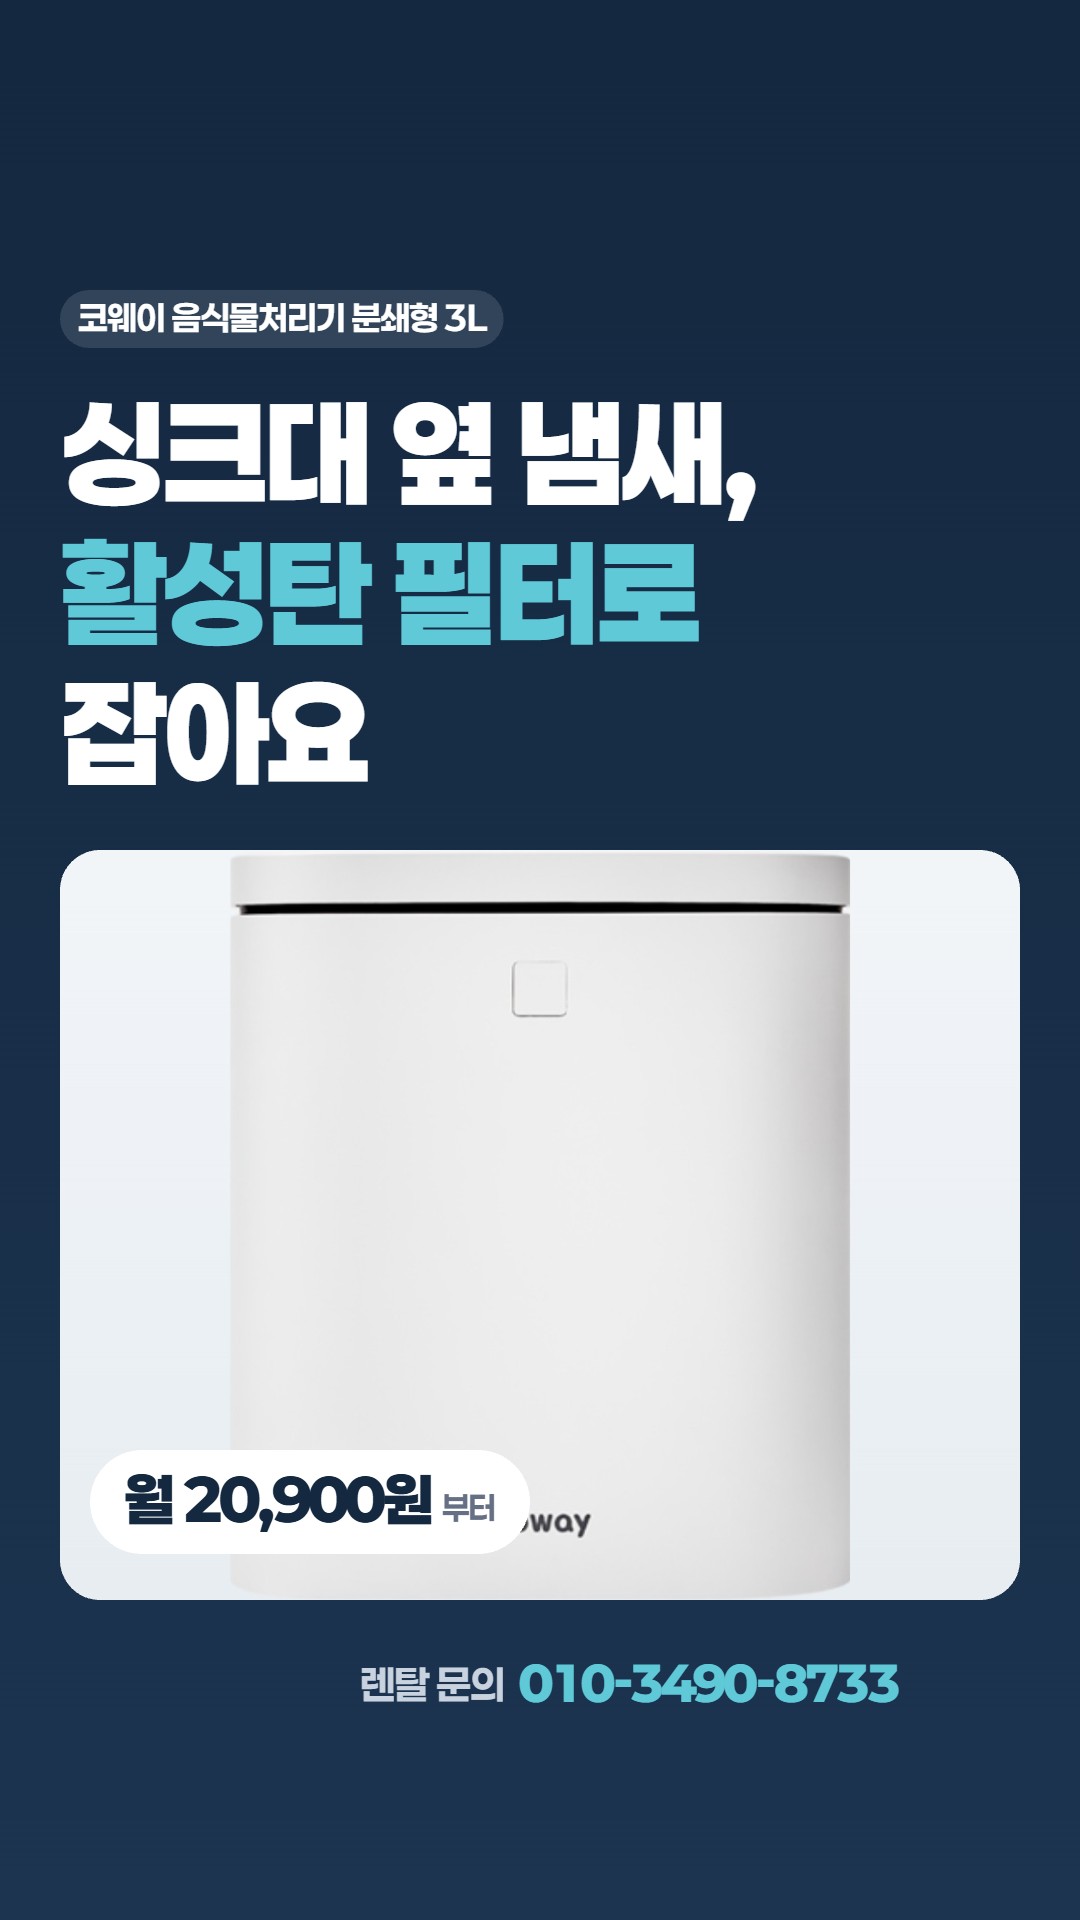 코웨이 음식물처리기 분쇄형 3L
싱크대 옆 냄새,
활성탄 필터로
잡아요
월 20,900원 부터
way
렌탈 문의 010-3490-8733